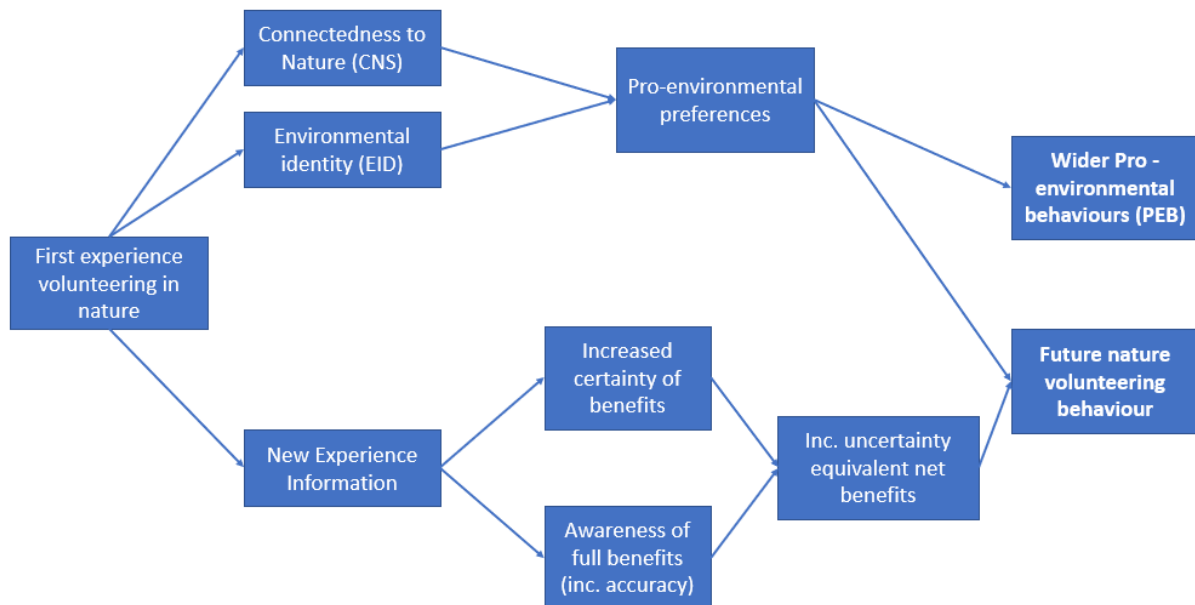 Connectedness to
Nature (CNS)
Pro-environmental
preferences
Environmental
identity (EID)
Wider Pro -
environmental
behaviours (PEB)
First experience
volunteering in
nature
Increased
certainty of
benefits
Future nature
volunteering
behaviour
New Experience
Information
Inc. uncertainty
equivalent net
benefits
Awareness of
full benefits
(inc. accuracy)